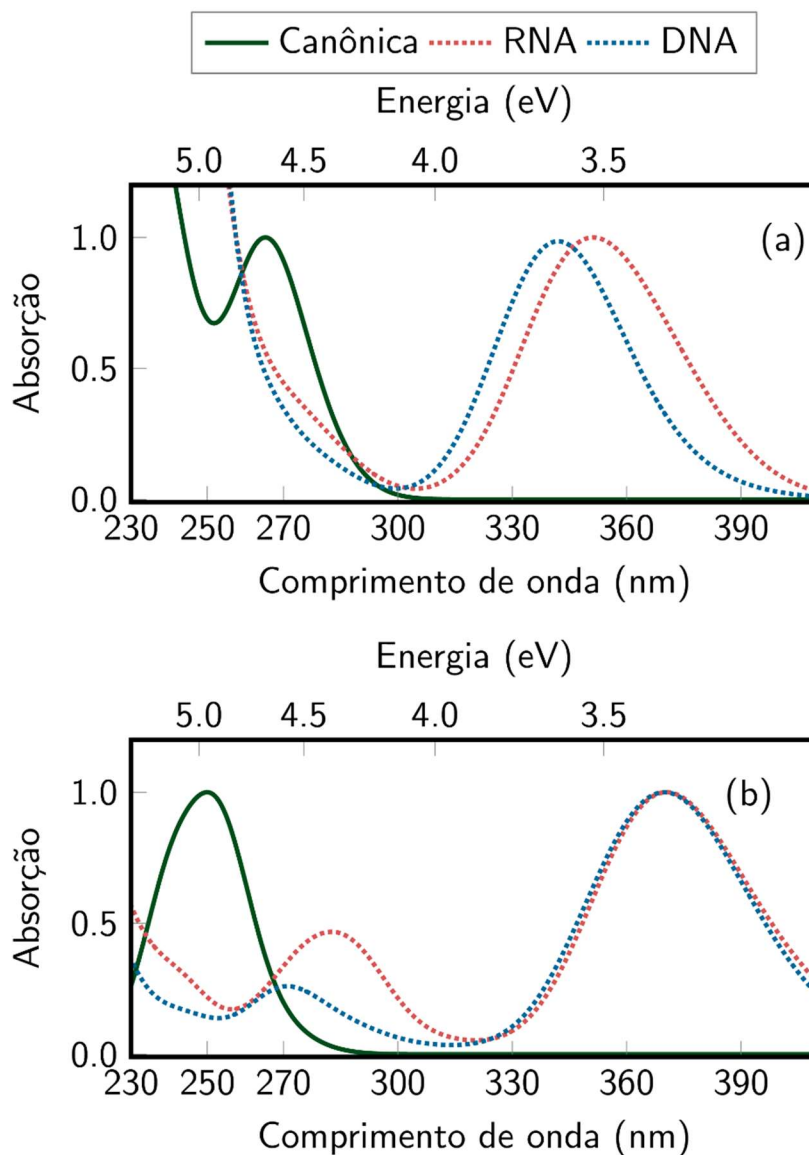 Canônica RNA DNA
Energia (eV)
5.0 4.5 4.0 3.5
(a)
1.0
0.5
0.0
Absorção
230 250 270 300 330 360 390
Comprimento de onda (nm)
Energia (eV)
5.0 4.5 4.0 3.5
(b)
1.0
0.5
0.0
Absorção
230 250 270 300 330 360 390
Comprimento de onda (nm)